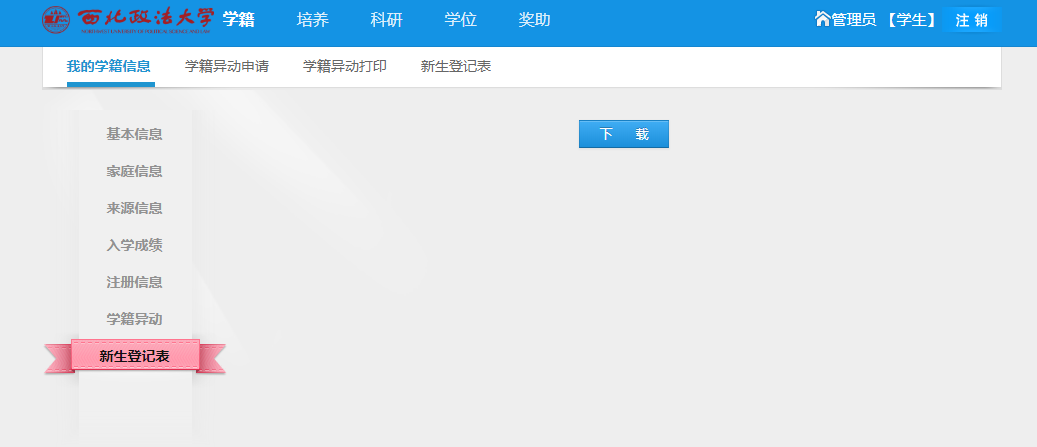 西北政法大学 学籍 培养 科研 学位 奖助 管理员 【学生】 注 销
我的学籍信息 学籍异动申请 学籍异动打印 新生登记表
基本信息
下 载
家庭信息
来源信息
入学成绩
注册信息
学籍异动
新生登记表